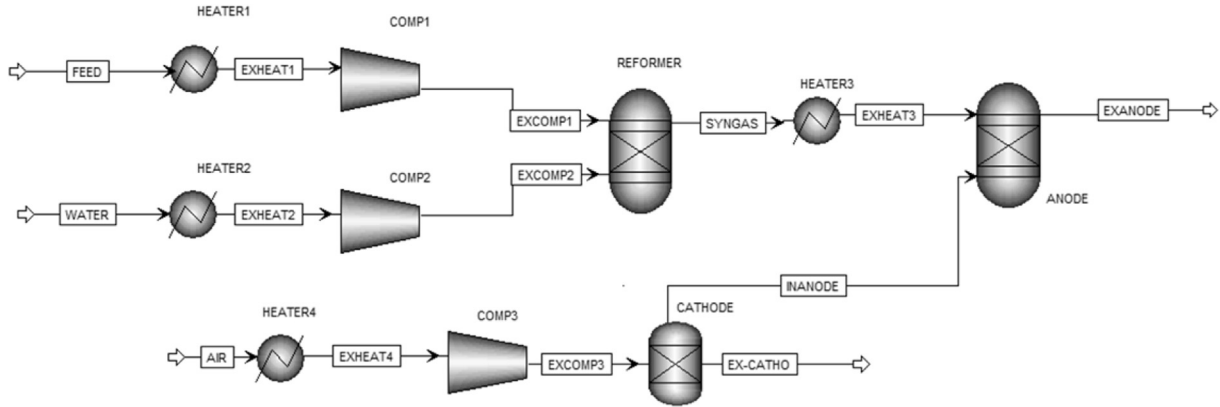 HEATER1
COMP1
FEED
EXHEAT1
REFORMER
HEATER3
EXCOMP1
SYNGAS
EXHEAT3
EXANODE
HEATER2
COMP2
EXCOMP2
WATER
EXHEAT2
ANODE
INANODE
HEATER4
COMP3
CATHODE
AIR
EXHEAT4
EXCOMP3
EX-CATHO